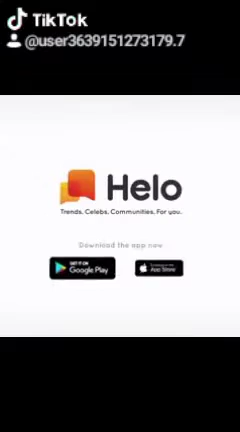 TikTok
@user3639151273179.7
Helo
Trends. Celebs. Communities. For you.
Download the app now
GET IT ON
Google Play
App Store